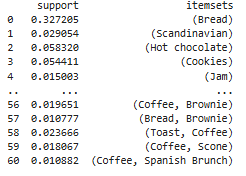 support itemsets
0 0.327205 (Bread)
1 0.029054 (Scandinavian)
2 0.058320 (Hot chocolate)
3 0.054411 (Cookies)
4 0.015003 (Jam)
.. ... ...
56 0.019651 (Coffee, Brownie)
57 0.010777 (Bread, Brownie)
58 0.023666 (Toast, Coffee)
59 0.018067 (Coffee, Scone)
60 0.010882 (Coffee, Spanish Brunch)